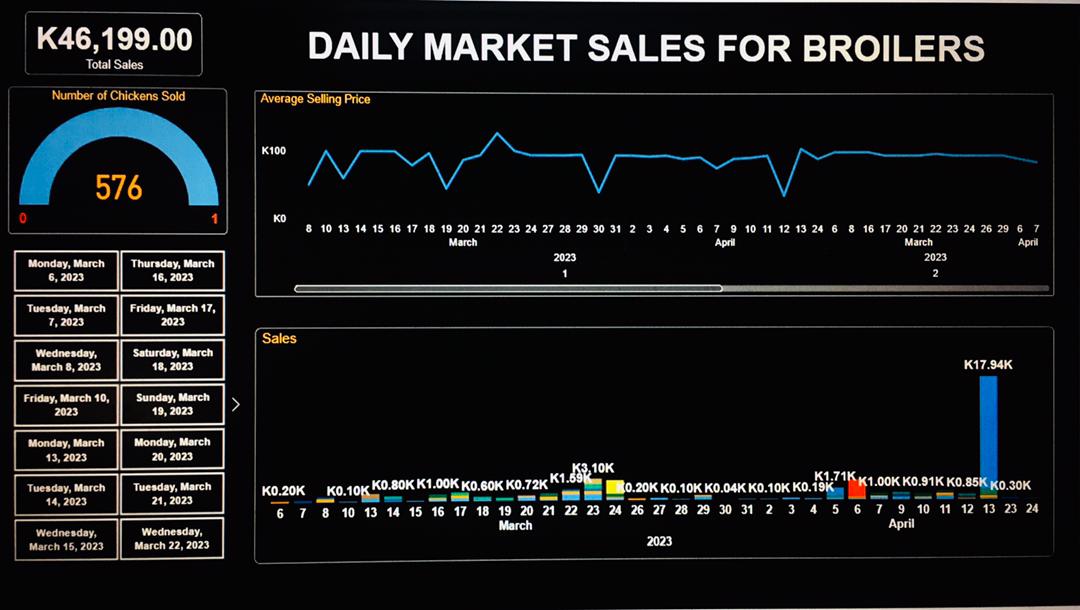 K46,199.00
Total Sales
DAILY MARKET SALES FOR BROILERS
Number of Chickens Sold
576
0 1
Monday, March
6, 2023
Thursday, March
16, 2023
Tuesday, March
7, 2023
Friday, March 17,
2023
Wednesday,
March 8, 2023
Saturday, March
18, 2023
Friday, March 10,
2023
Sunday, March
19, 2023
Monday, March
13, 2023
Monday, March
20, 2023
Tuesday, March
14, 2023
Tuesday, March
21, 2023
Wednesday,
March 15, 2023
Wednesday,
March 22, 2023
Average Selling Price
K100
K0
8 10 13 14 15 16 17 18 19 20 21 22 23 24 27 28 29 30 31 2 3 4 5 6 7 9 10 11 12 13 24 6 8 16 20 21 22 23 24 26 29 6 7
March April March April
2023 2023
1 2
Sales
K0.20K K0.10K K0.80K K1.00K K0.60K K0.72K K1.59K K3.10K K0.20K K0.10K K0.04K K0.10K K0.19K K1.71K K1.00K K0.91K K0.85K K17.94K K0.30K
6 7 8 10 13 14 15 16 17 18 19 20 21 22 23 24 26 27 28 29 30 31 2 3 4 5 6 7 9 10 11 12 13 23 24
March April
2023